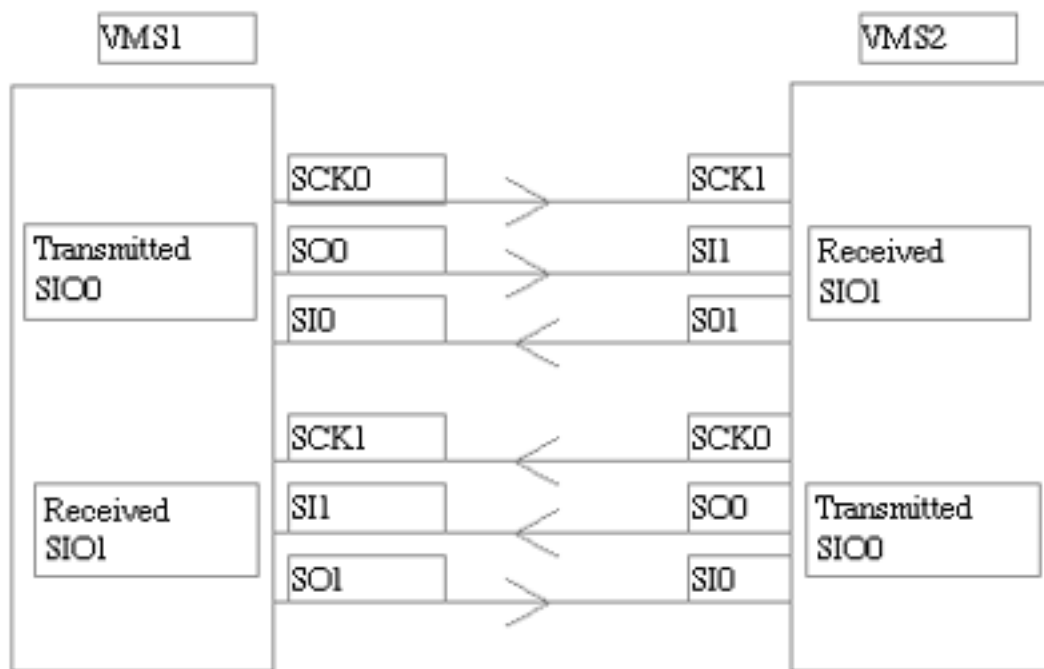 VMS1
VMS2
SCK0
SCK1
Transmitted
SIO0
SO0
SI1
Received
SIO1
SI0
S01
SCK1
SCK0
Received
SIO1
SI1
SO0
Transmitted
SIO0
SO1
SI0